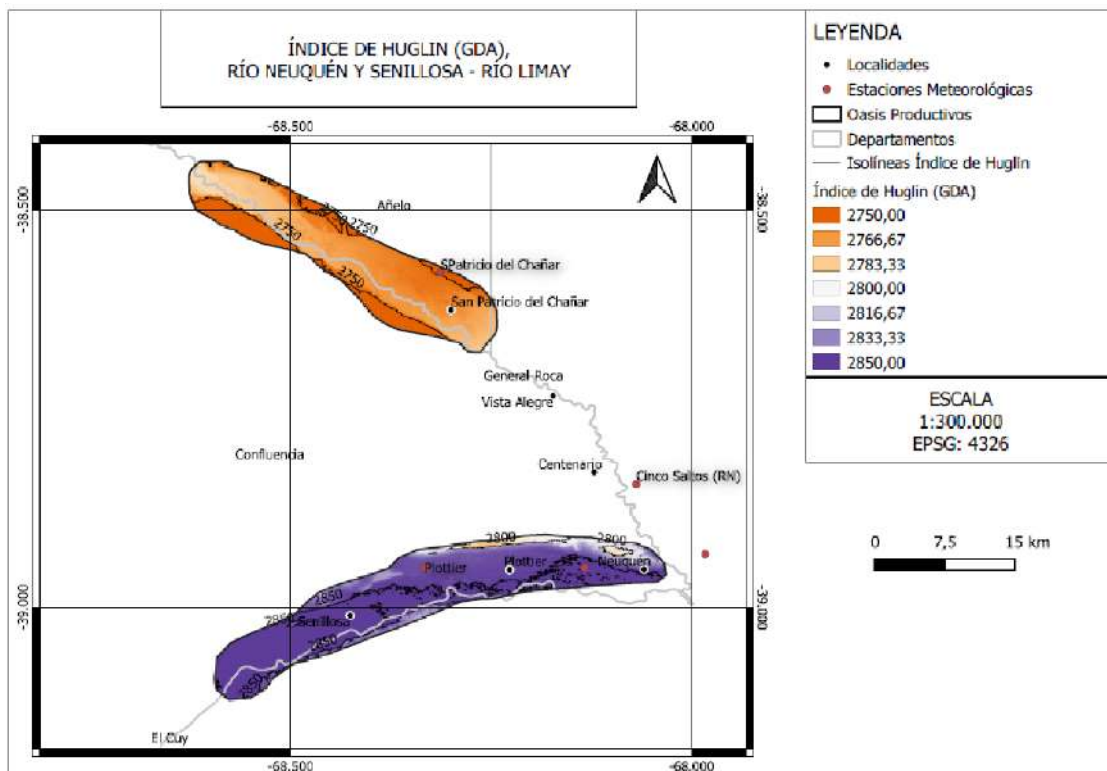 ÍNDICE DE HUGLIN (GDA),
RÍO NEUQUÉN Y SENILLOSA - RÍO LIMAY
-68.500
-68.000
-38.500
-38.500
Añelo
2750
2750
2750
2750
SPatricio del Chañar
San Patricio del Chañar
General Roca
Vista Alegre
Confluencia
Centenario
Cinco Saltos (RN)
2800
2800
Plottier
Plottier
Neuquén
2850
2850
Senillosa
2850
2850
-39.000
-39.000
El Cuy
-68.500
-68.000
LEYENDA
Localidades
Estaciones Meteorológicas
Oasis Productivos
Departamentos
Isolíneas Índice de Huglin
Índice de Huglin (GDA)
2750,00
2766,67
2783,33
2800,00
2816,67
2833,33
2850,00
ESCALA
1:300.000
EPSG: 4326
0 7,5 15 km